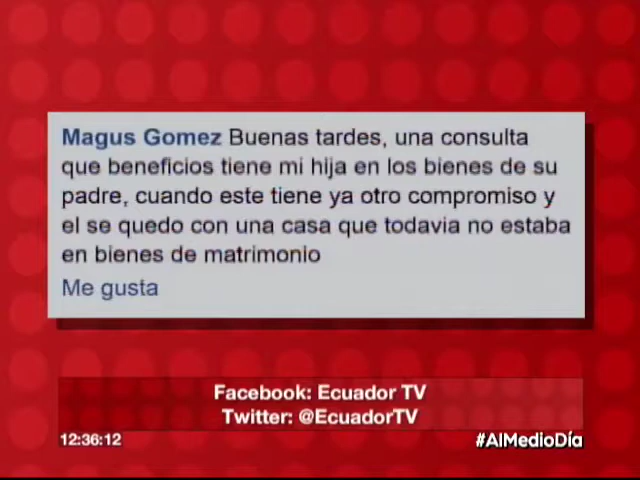 Magus Gomez Buenas tardes, una consulta
que beneficios tiene mi hija en los bienes de su
padre, cuando este tiene ya otro compromiso y
el se quedo con una casa que todavia no estaba
en bienes de matrimonio
Me gusta
Facebook: Ecuador TV
Twitter: @EcuadorTV
12:36:12
#AlMedioDía